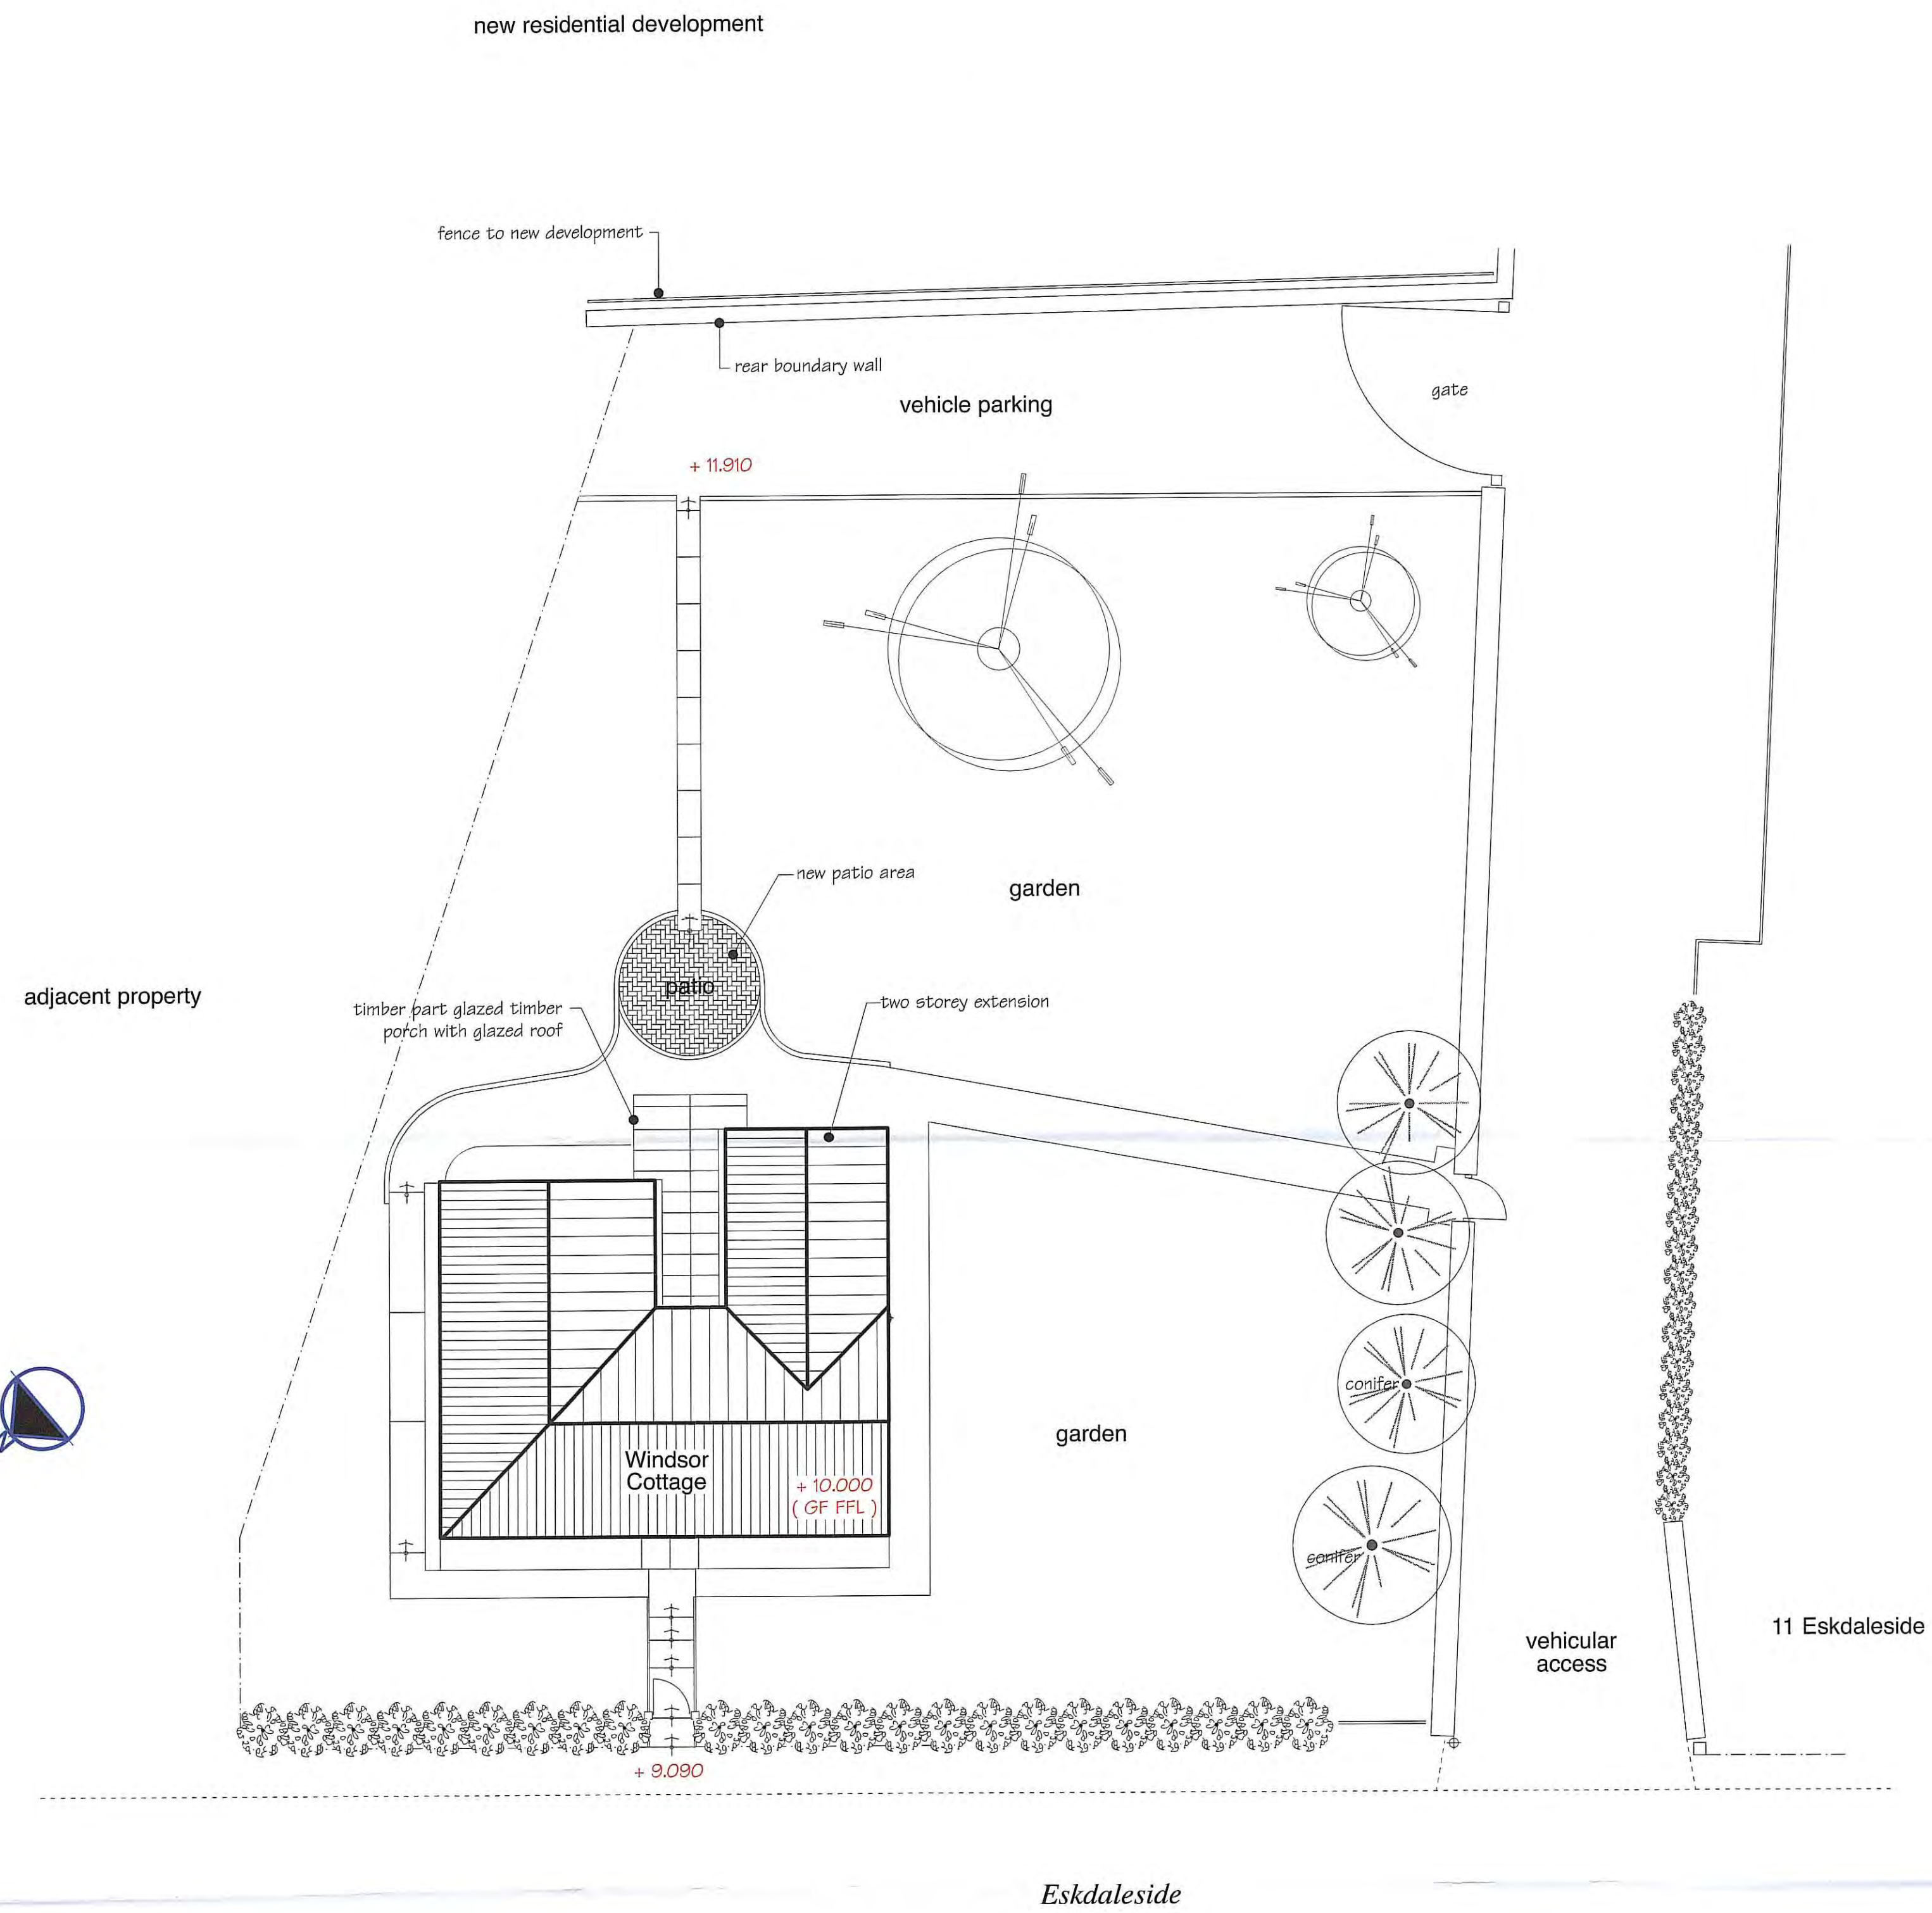 new residential development
fence to new development
rear boundary wall
vehicle parking
gate
+ 11.910
new patio area
garden
adjacent property
patio
timber part glazed timber
porch with glazed roof
two storey extension
conifer
garden
Windsor
Cottage
+ 10.000
( GF FFL )
conifer
11 Eskdaleside
vehicular
access
+ 9.090
Eskdaleside